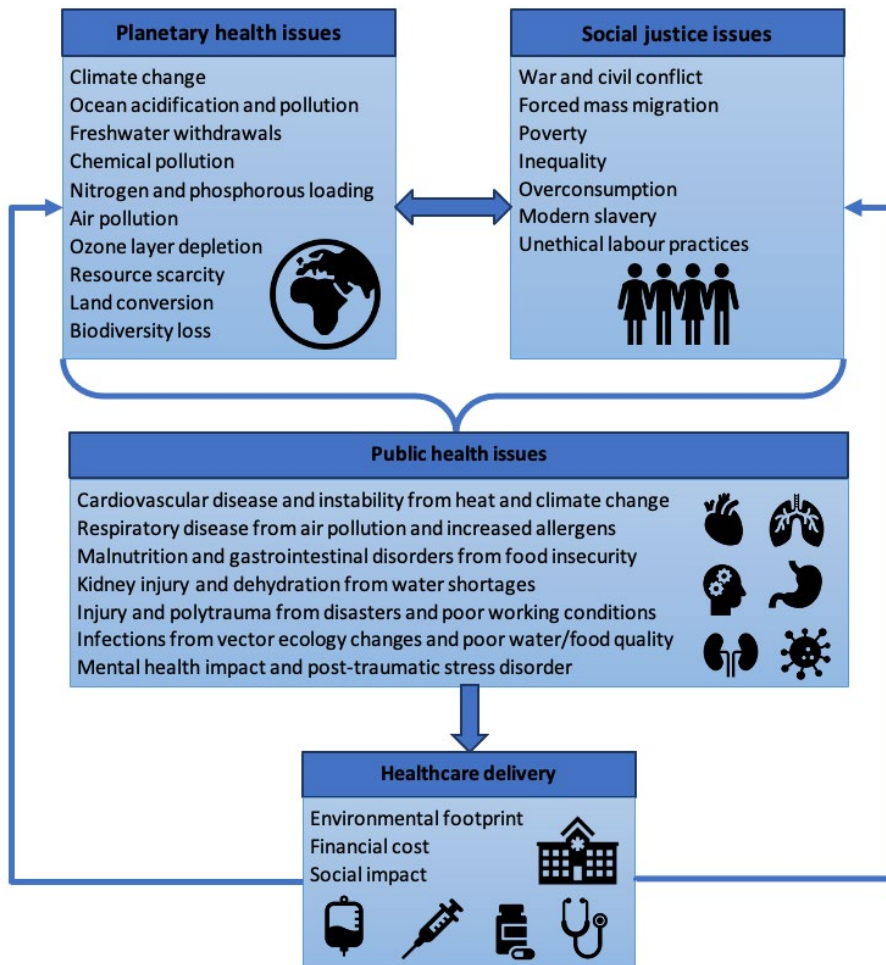 Planetary health issues
Climate change
Ocean acidification and pollution
Freshwater withdrawals
Chemical pollution
Nitrogen and phosphorous loading
Air pollution
Ozone layer depletion
Resource scarcity
Land conversion
Biodiversity loss
Social justice issues
War and civil conflict
Forced mass migration
Poverty
Inequality
Overconsumption
Modern slavery
Unethical labour practices
Public health issues
Cardiovascular disease and instability from heat and climate change
Respiratory disease from air pollution and increased allergens
Malnutrition and gastrointestinal disorders from food insecurity
Kidney injury and dehydration from water shortages
Injury and polytrauma from disasters and poor working conditions
Infections from vector ecology changes and poor water/food quality
Mental health impact and post-traumatic stress disorder
Healthcare delivery
Environmental footprint
Financial cost
Social impact